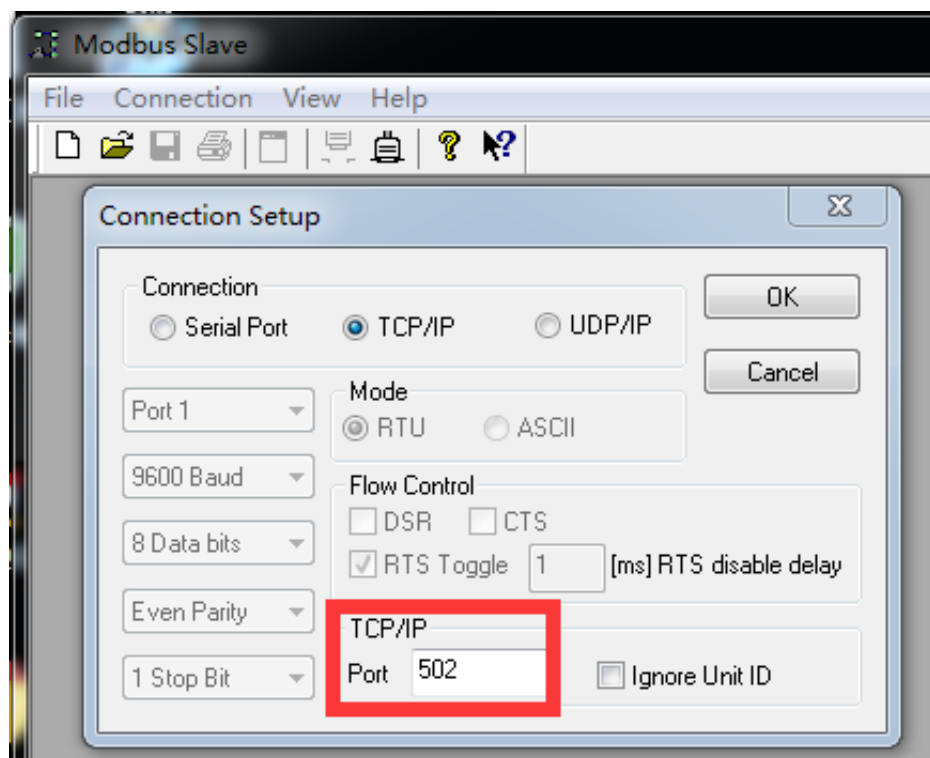 Modbus Slave
File Connection View Help
Connection Setup
Connection
Serial Port TCP/IP UDP/IP
OK
Cancel
Port 1
Mode
RTU ASCII
9600 Baud
Flow Control
DSR CTS
8 Data bits
RTS Toggle 1 [ms] RTS disable delay
Even Parity
TCP/IP
Port 502 Ignore Unit ID
1 Stop Bit